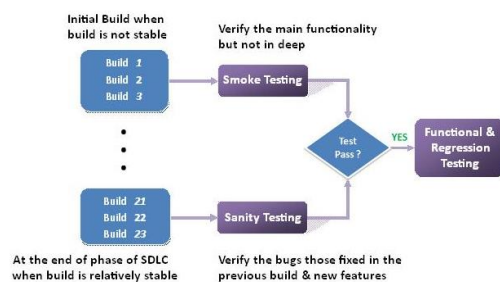 Initial Build when
build is not stable
Verify the main functionality
but not in deep
Build 1
Build 2
Build 3
Smoke Testing
Test
Pass ?
YES
Functional &
Regression
Testing
Build 21
Build 22
Build 23
Sanity Testing
At the end of phase of SDLC
when build is relatively stable
Verify the bugs those fixed in the
previous build & new features